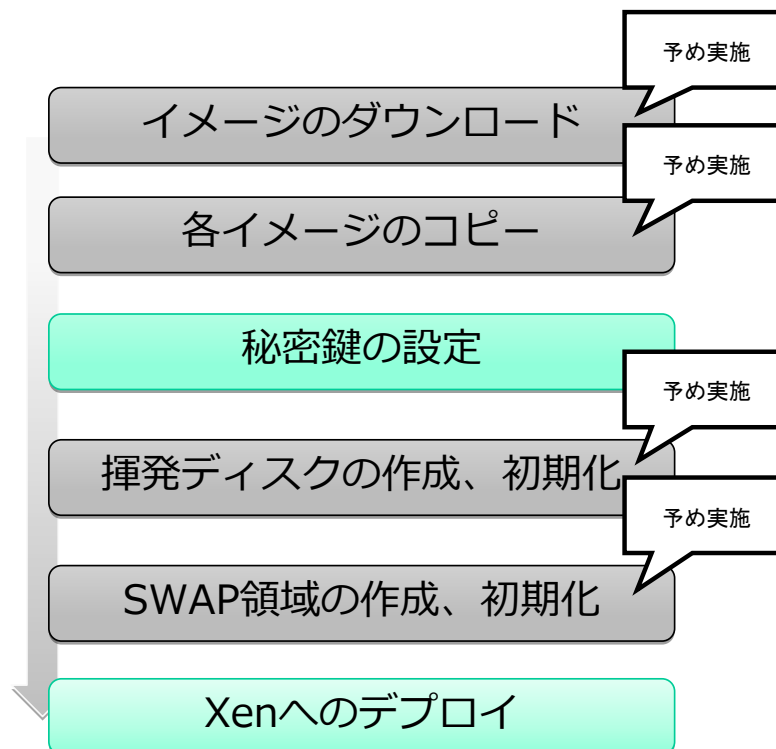 予め実施
イメージのダウンロード
予め実施
各イメージのコピー
秘密鍵の設定
予め実施
揮発ディスクの作成、初期化
予め実施
SWAP領域の作成、初期化
Xenへのデプロイ